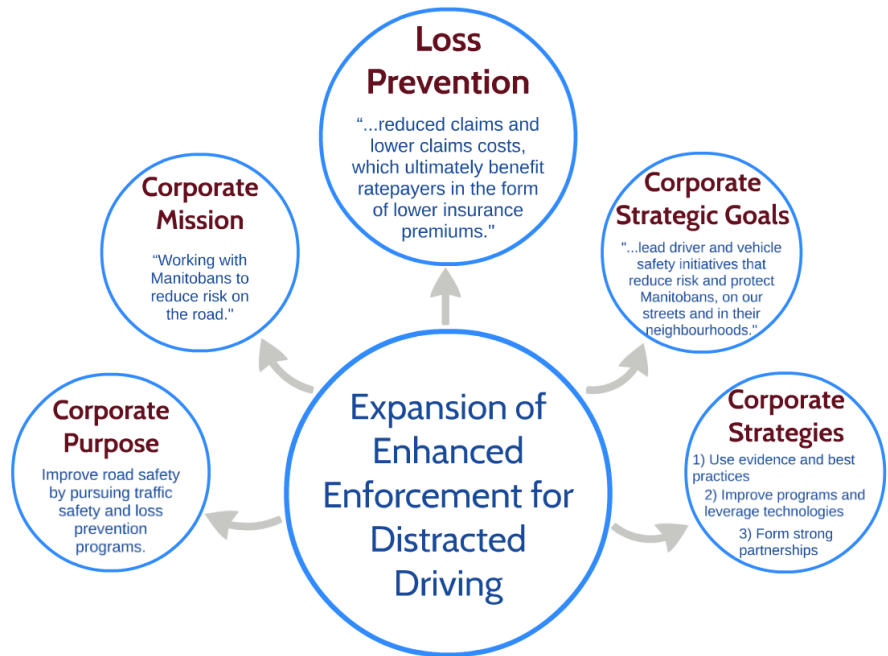 Loss
Prevention
“...reduced claims and
lower claims costs,
which ultimately benefit
ratepayers in the form
of lower insurance
premiums."
Corporate
Mission
“Working with
Manitobans to
reduce risk on
the road."
Corporate
Strategic Goals
"...lead driver and vehicle
safety initiatives that
reduce risk and protect
Manitobans, on our
streets and in their
neighbourhoods."
Corporate
Purpose
Improve road safety
by pursuing traffic
safety and loss
prevention
programs.
Expansion of
Enhanced
Enforcement for
Distracted
Driving
Corporate
Strategies
1) Use evidence and best
practices
2) Improve programs and
leverage technologies
3) Form strong
partnerships